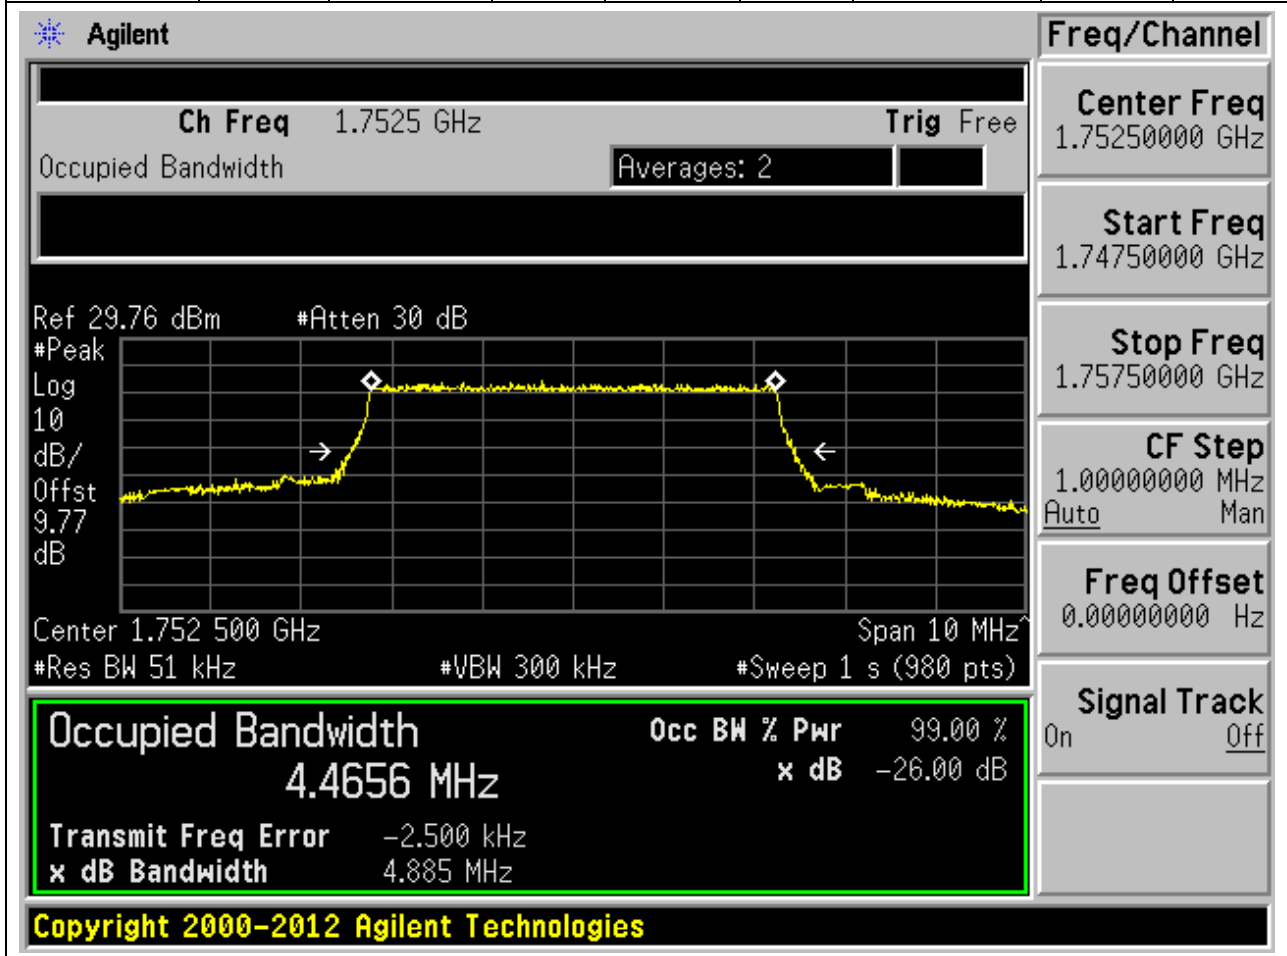 Agilent
Freq/Channel
Ch Freq 1.7525 GHz Trig Free
Occupied Bandwidth Averages: 2
Center Freq
1.75250000 GHz
Start Freq
1.74750000 GHz
Stop Freq
1.75750000 GHz
CF Step
1.00000000 MHz
Auto Man
Freq Offset
0.00000000 Hz
Signal Track
On Off
Ref 29.76 dBm #Atten 30 dB
#Peak
Log
10
dB/
Offst
9.77
dB
Center 1.752 500 GHz Span 10 MHz^
#Res BW 51 kHz #VBW 300 kHz #Sweep 1 s (980 pts)
Occupied Bandwidth
4.4656 MHz
Occ BW % Pwr 99.00 %
x dB -26.00 dB
Transmit Freq Error -2.500 kHz
x dB Bandwidth 4.885 MHz
Copyright 2000-2012 Agilent Technologies